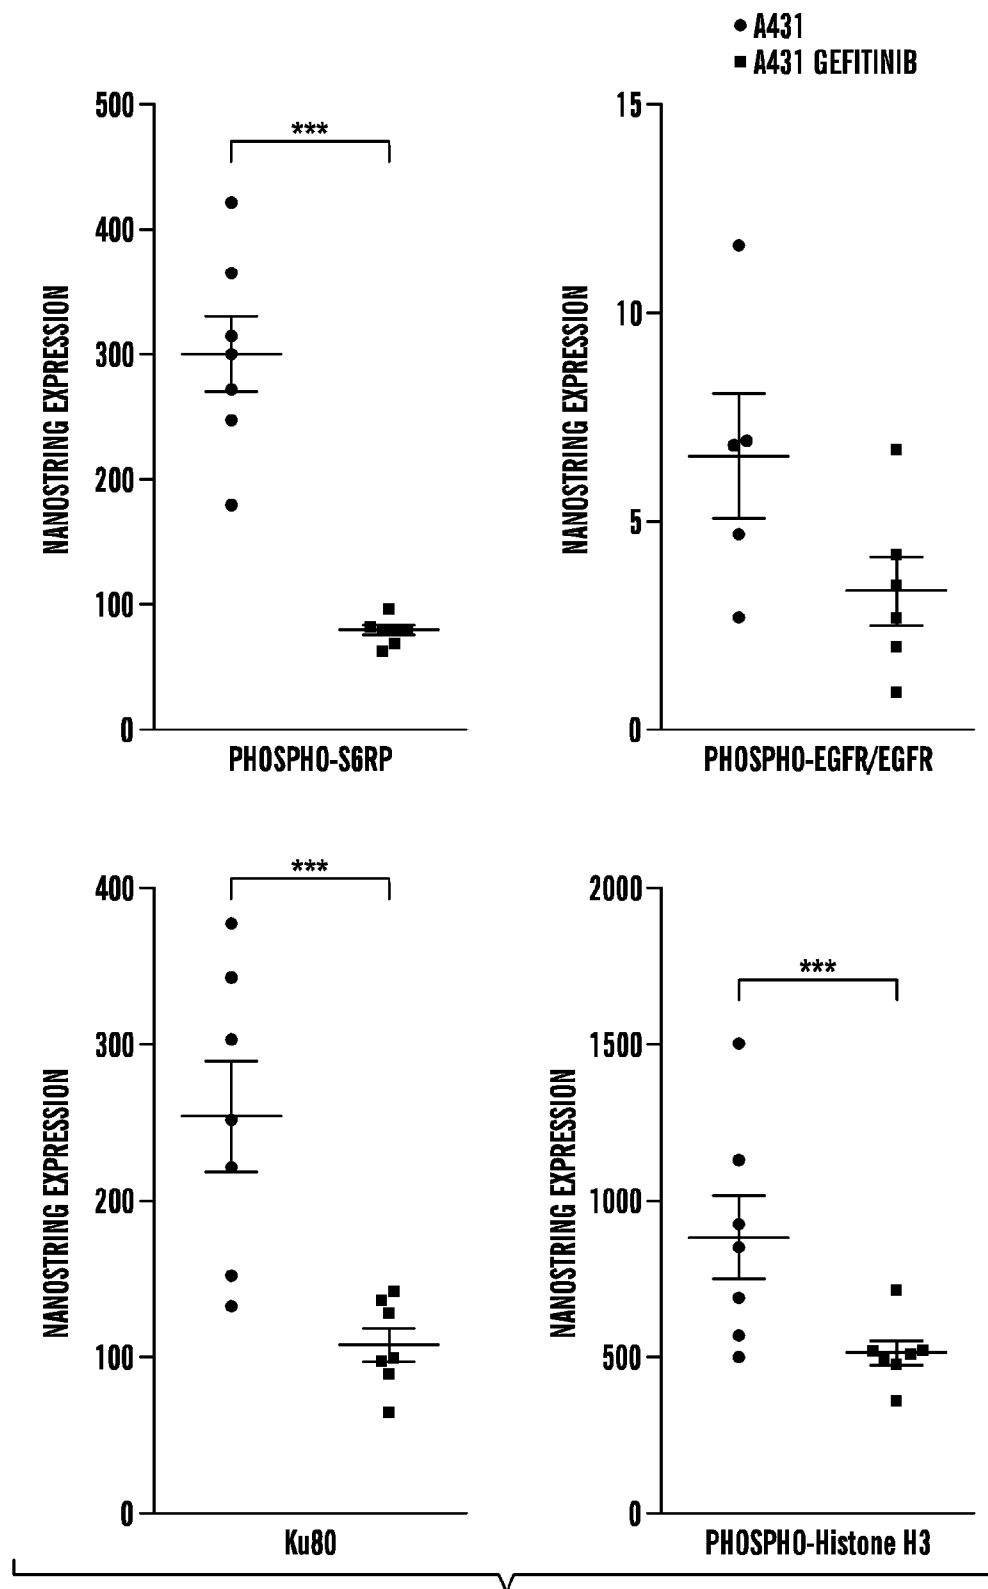 ● A431
■ A431 GEFITINIB
500
400
300
200
100
0
NANOSTRING EXPRESSION
***
PHOSPHO-S6RP
15
10
5
0
NANOSTRING EXPRESSION
PHOSPHO-EGFR/EGFR
400
300
200
100
0
NANOSTRING EXPRESSION
***
Ku80
2000
1500
1000
500
0
NANOSTRING EXPRESSION
***
PHOSPHO-Histone H3